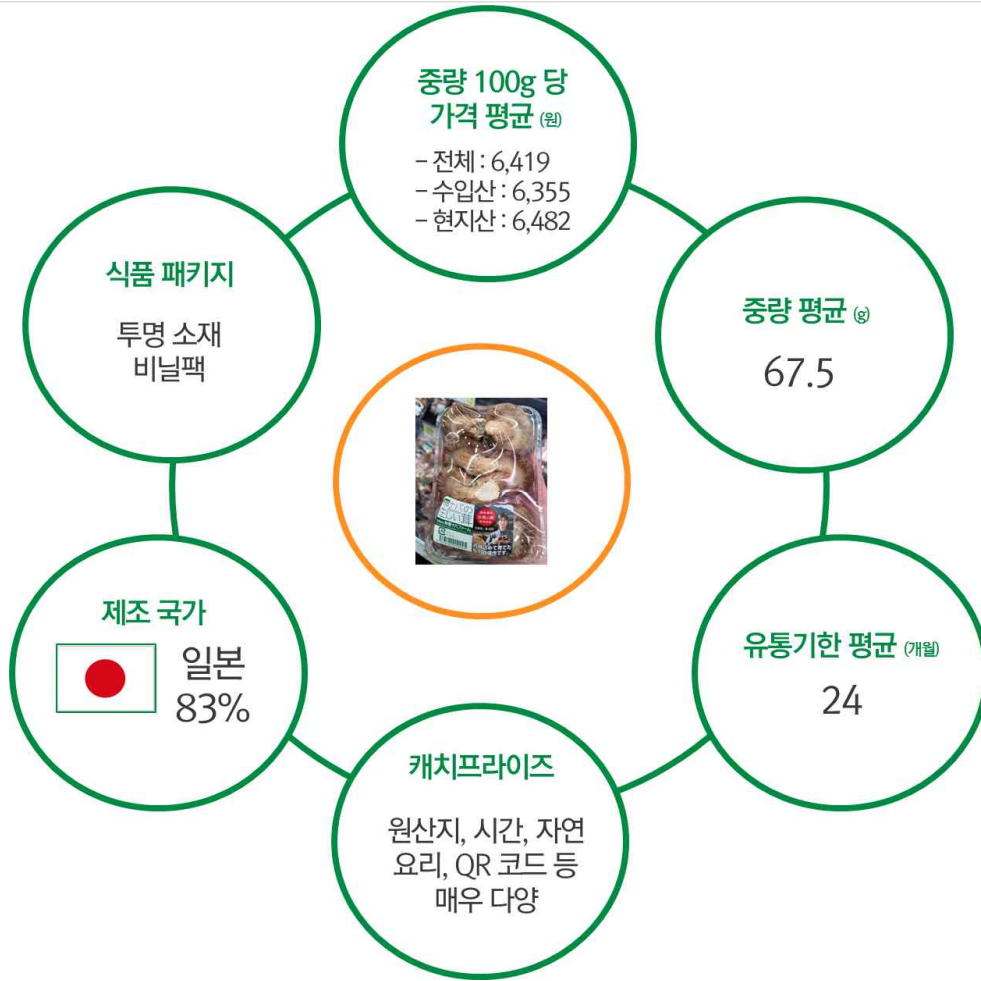 중량 100g 당
가격 평균 (원)
- 전체 : 6,419
- 수입산 : 6,355
- 현지산 : 6,482
식품 패키지
투명 소재
비닐팩
중량 평균 (g)
67.5
제조 국가
일본
83%
유통기한 평균 (개월)
24
캐치프라이즈
원산지, 시간, 자연
요리, QR 코드 등
매우 다양